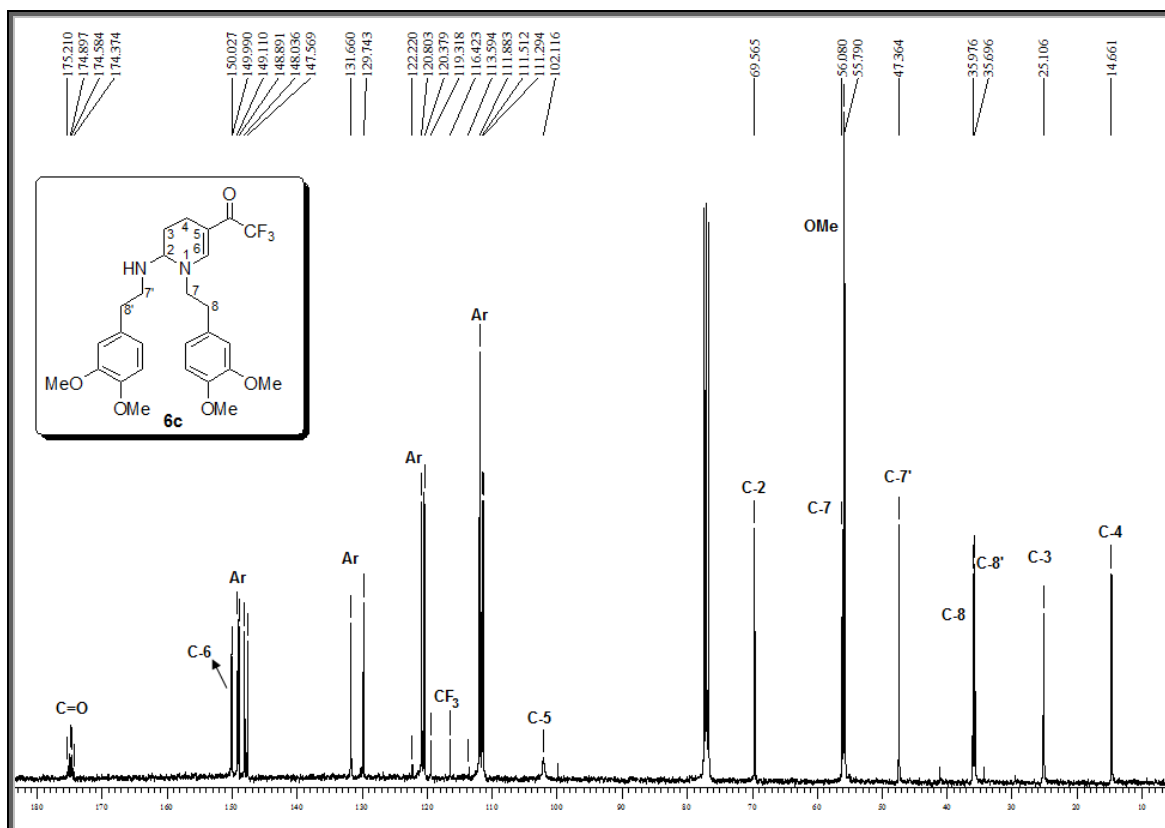 175.210
174.897
174.584
174.374
150.027
149.990
149.110
148.891
148.036
147.569
131.660
129.743
122.220
120.803
120.379
119.318
116.423
113.594
111.883
111.512
111.294
102.116
69.565
56.080
55.790
47.364
35.976
35.696
25.106
14.661
O
4
CF3
3
5
2
6
HN
1
N
7'
7
8'
8
MeO
OMe
OMe
OMe
6c
OMe
Ar
Ar
C-7'
C-2
C-7
C-4
Ar
C-3
C-8'
Ar
C-8
C-6
CF3
C=O
C-5
180 170 160 150 140 130 120 110 100 90 80 70 60 50 40 30 20 10